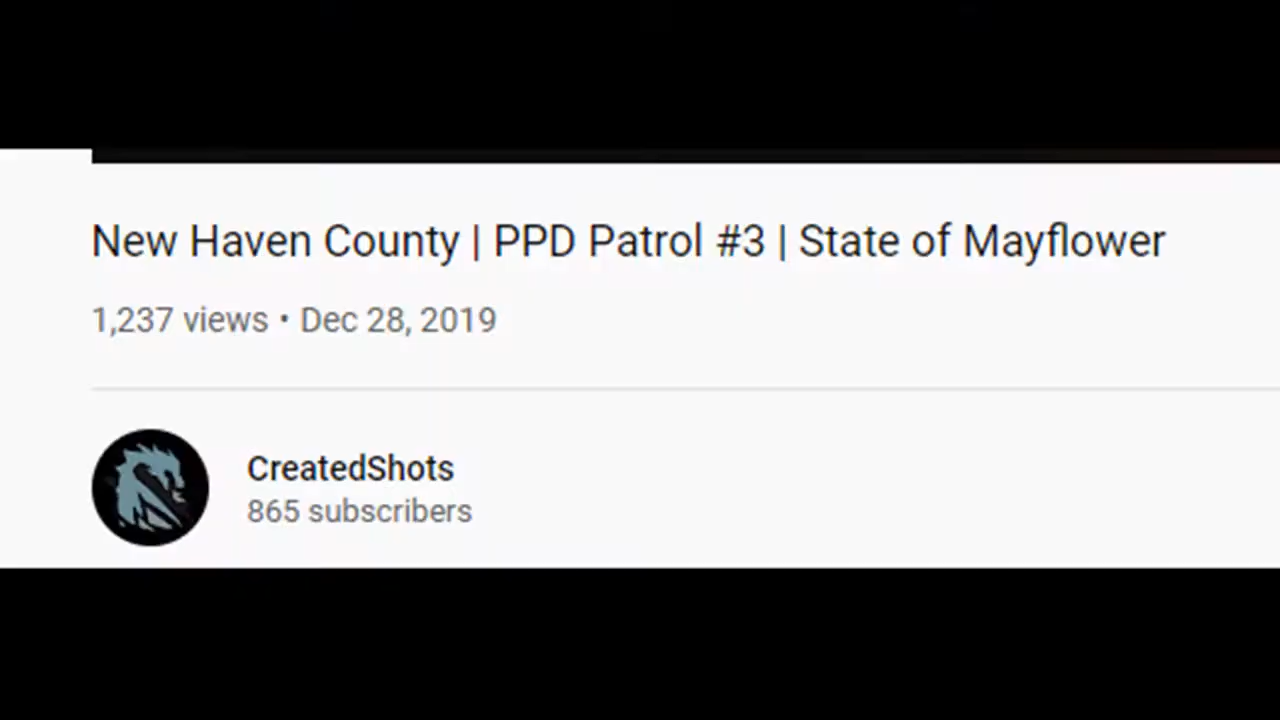 New Haven County | PPD Patrol #3 | State of Mayflower
1,237 views • Dec 28, 2019
CreatedShots
865 subscribers